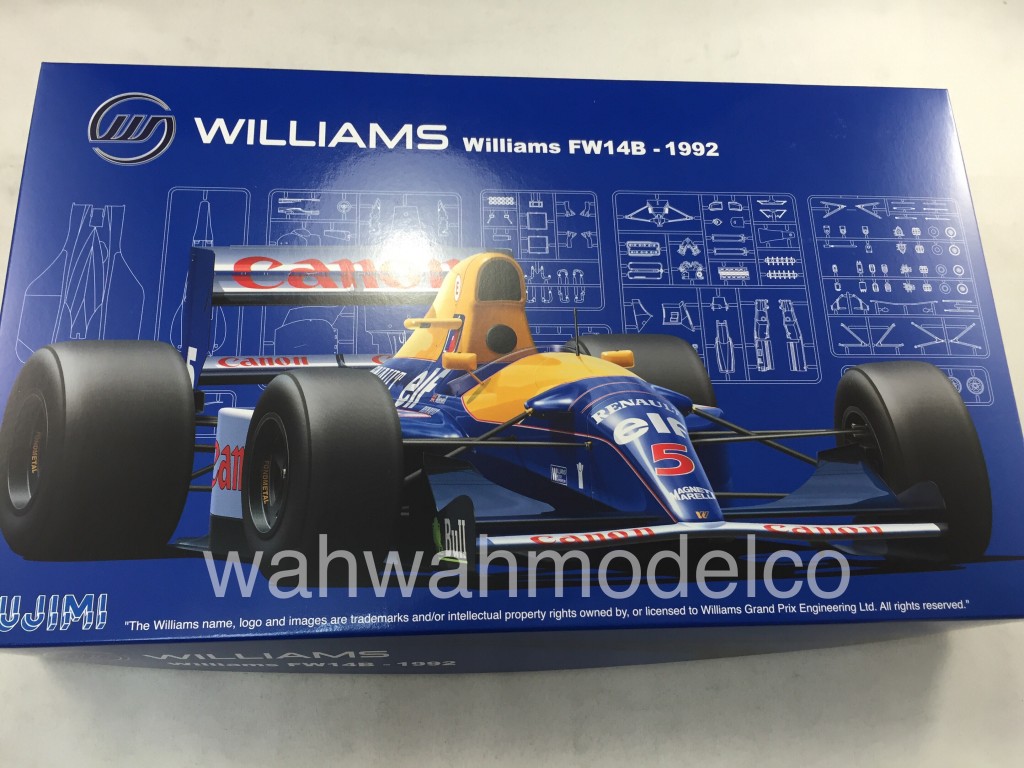 WILLIAMS Williams FW14B - 1992
Canon
Canon
elf
RENAULT
elf
5
MAGNETI
MARELLI
Canon
Canon
Bull
wahwahmodelco
UJIMI
"The Williams name, logo and images are trademarks and/or intellectual property rights owned by, or licensed to Williams Grand Prix Engineering Ltd. All rights reserved."
WILLIAMS
Williams FW14B - 1992